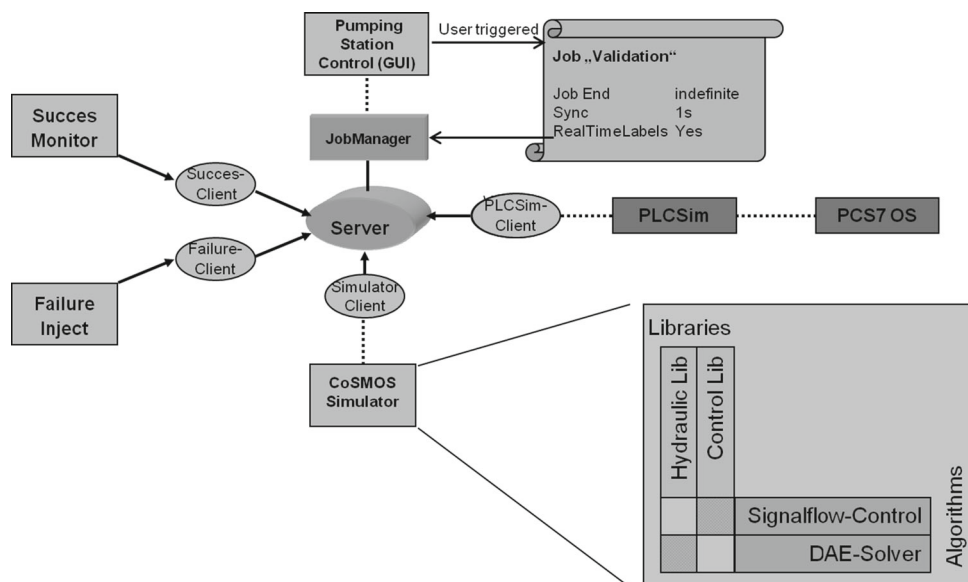 Pumping
Station
Control (GUI)
User triggered
Job „Validation“
Job End indefinite
Sync 1s
RealTimeLabels Yes
Succes
Monitor
JobManager
Succes-
Client
Server
PLCSim-
Client
PLCSim
PCS7 OS
Failure-
Client
Failure
Inject
Simulator
Client
CoSMOS
Simulator
Libraries
Hydraulic Lib
Control Lib
Signalflow-Control
DAE-Solver
Algorithms